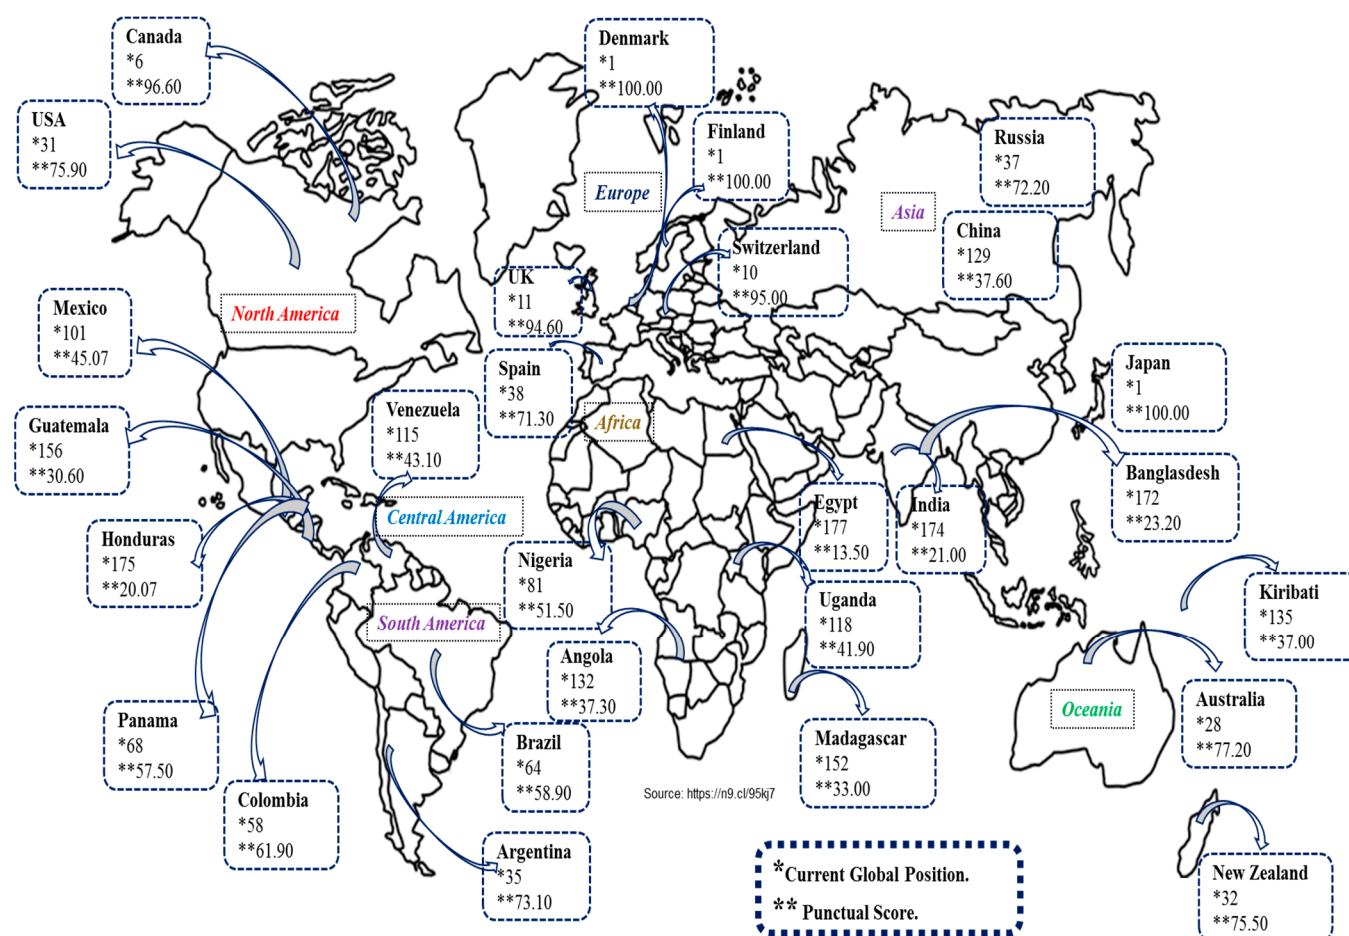 Canada
*6
**96.60
Denmark
*1
**100.00
USA
*31
**75.90
Finland
*1
**100.00
Russia
*37
**72.20
Europe
Asia
China
*129
**37.60
Switzerland
*10
**95.00
UK
*11
**94.60
North America
Mexico
*101
**45.07
Spain
*38
**71.30
Japan
*1
**100.00
Venezuela
*115
**43.10
Africa
Guatemala
*156
**30.60
Banglasdesh
*172
**23.20
Egypt
*177
**13.50
India
*174
**21.00
Central America
Honduras
*175
**20.07
Nigeria
*81
**51.50
Uganda
*118
**41.90
Kiribati
*135
**37.00
South America
Angola
*132
**37.30
Australia
*28
**77.20
Oceania
Panama
*68
**57.50
Brazil
*64
**58.90
Madagascar
*152
**33.00
Colombia
*58
**61.90
Source: https://n9.cl/95kj7
Argentina
*35
**73.10
New Zealand
*32
**75.50
*Current Global Position.
** Punctual Score.